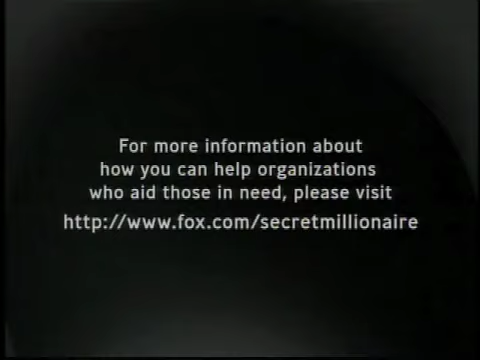 For more information about
how you can help organizations
who aid those in need, please visit
http://www.fox.com/secretmillionaire